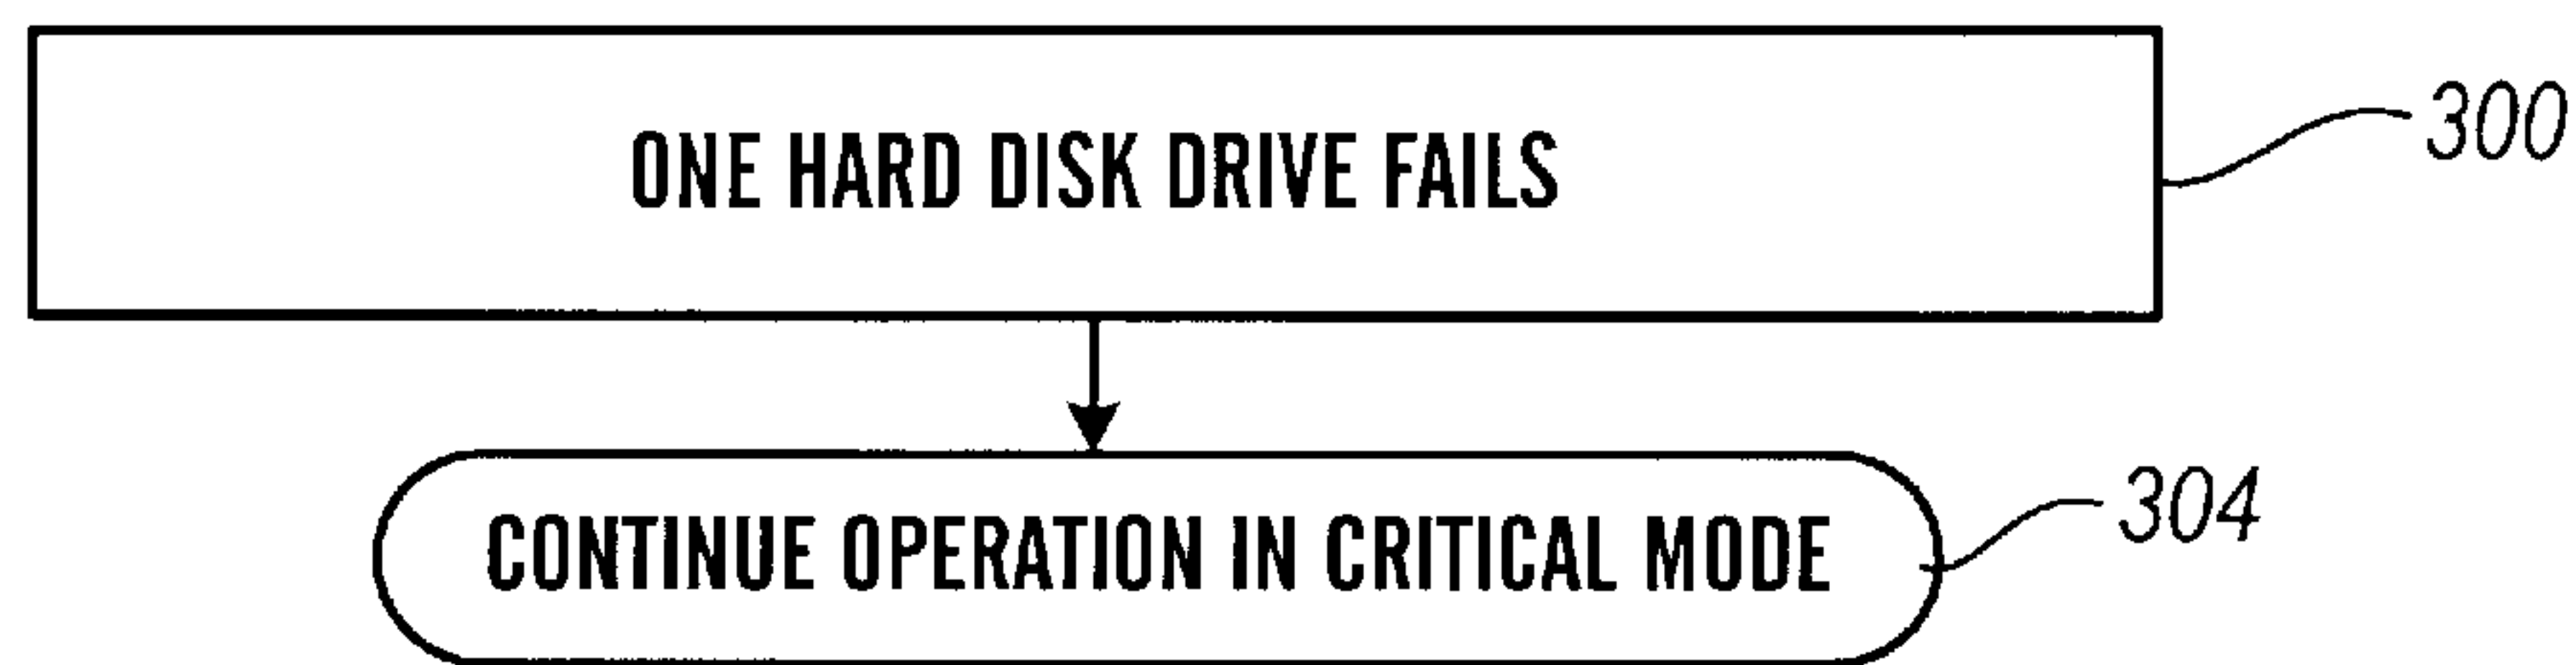 ONE HARD DISK DRIVE FAILS
300
CONTINUE OPERATION IN CRITICAL MODE
304